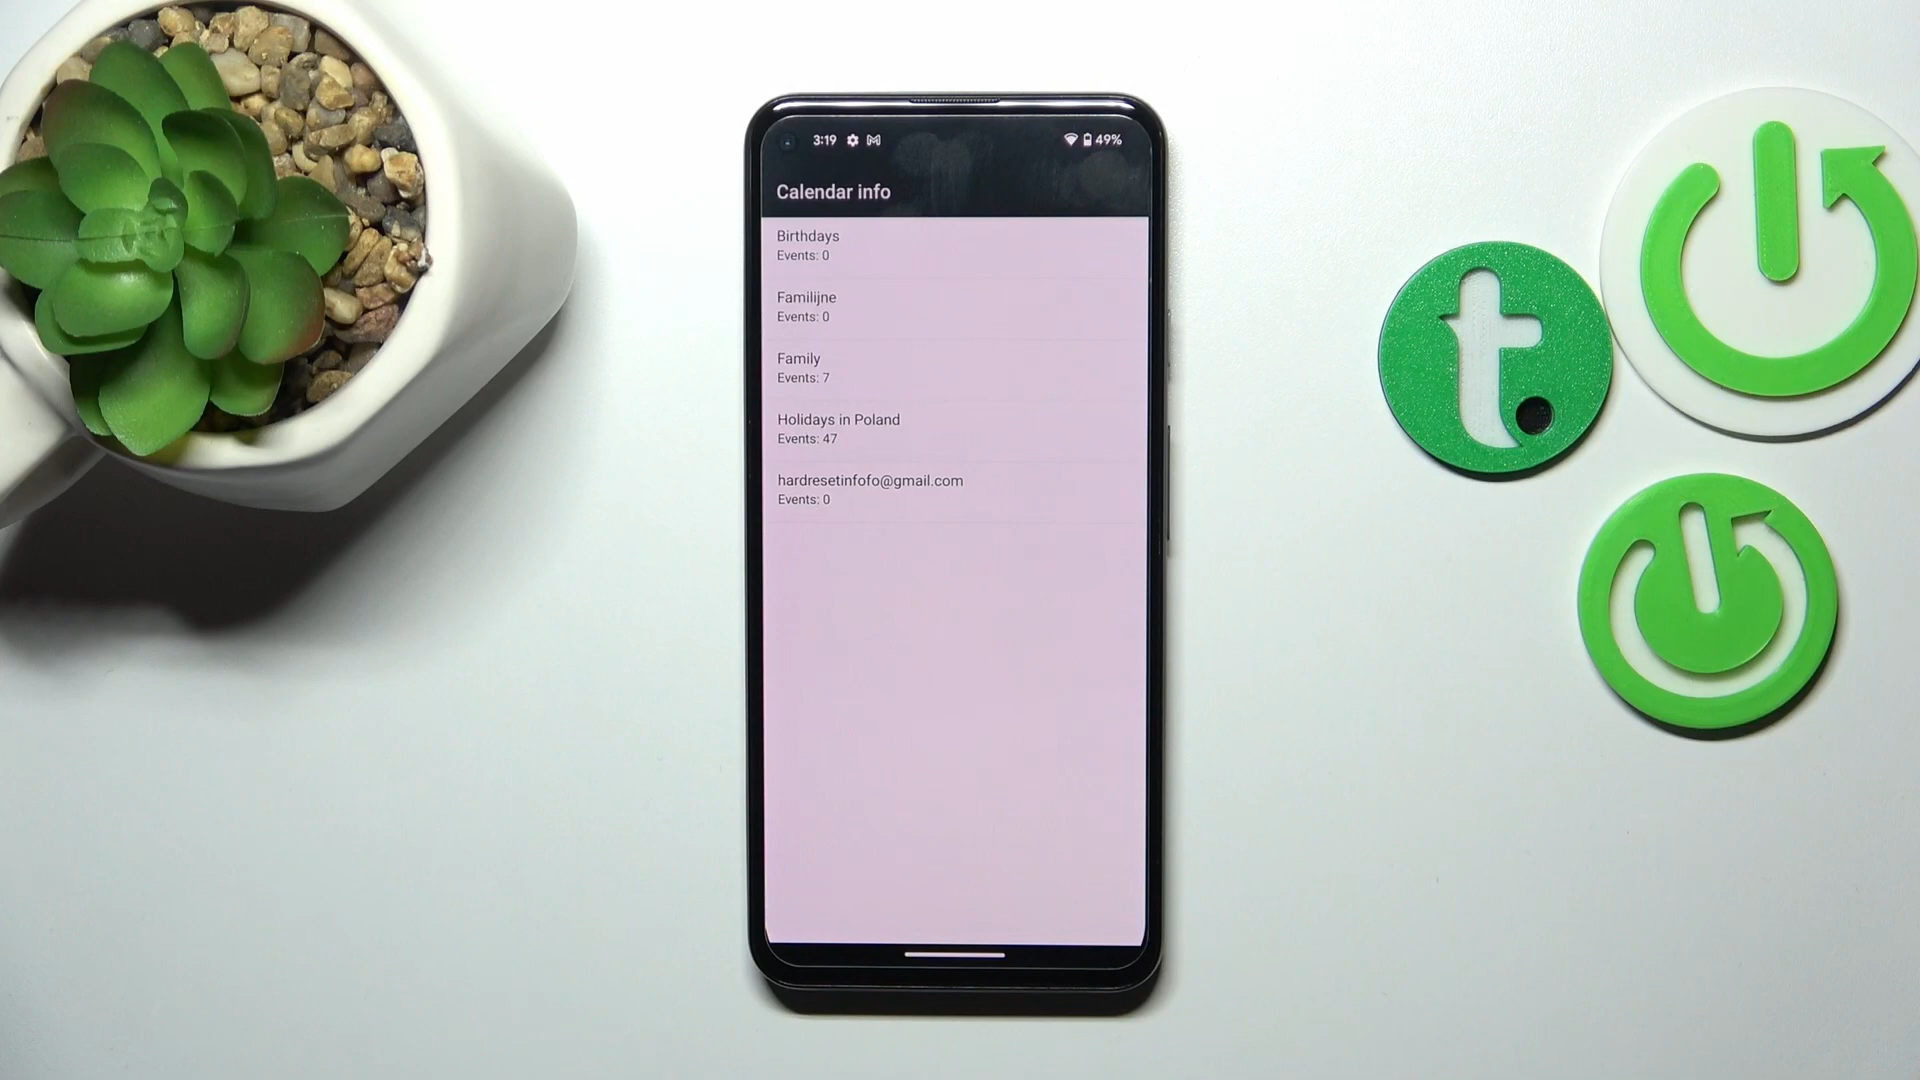 3:19
49%
Calendar info
Birthdays
Events: 0
Familijne
Events: 0
Family
Events: 7
Holidays in Poland
Events: 47
hardresetinfofo@gmail.com
Events: 0
t.